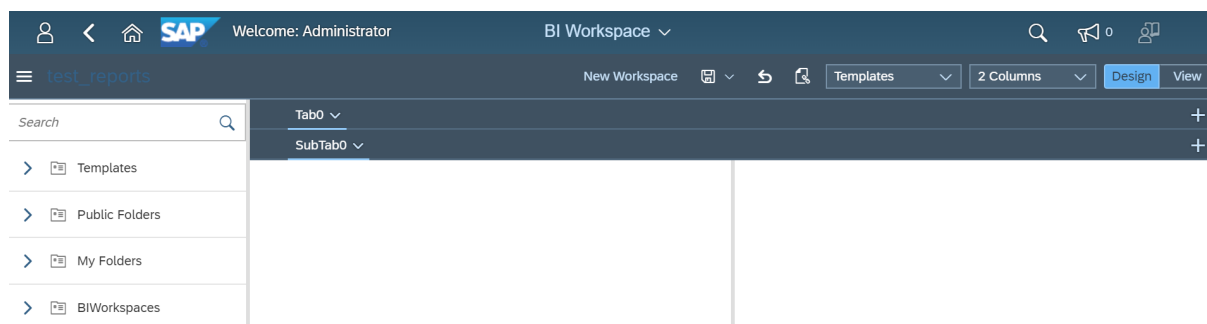 SAP Welcome: Administrator BI Workspace 0
test_reports New Workspace Templates 2 Columns Design View
Search Tab0
SubTab0
Templates
Public Folders
My Folders
BIWorkspaces